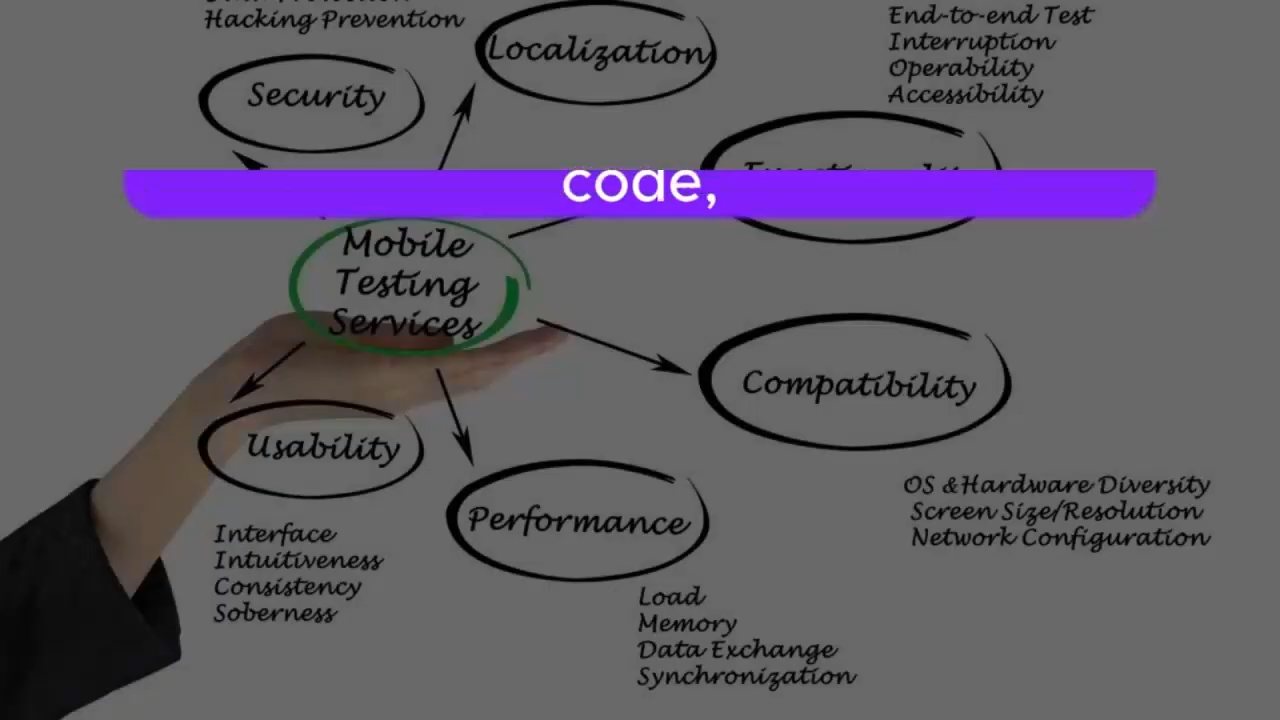 Hacking Prevention
Security
Localization
End-to-end Test
Interruption
Operability
Accessibility
code,
Mobile
Testing
Services
Compatibility
OS &Hardware Diversity
Screen Size/Resolution
Network Configuration
Usability
Interface
Intuitiveness
Consistency
Soberness
Performance
Load
Memory
Data Exchange
Synchronization